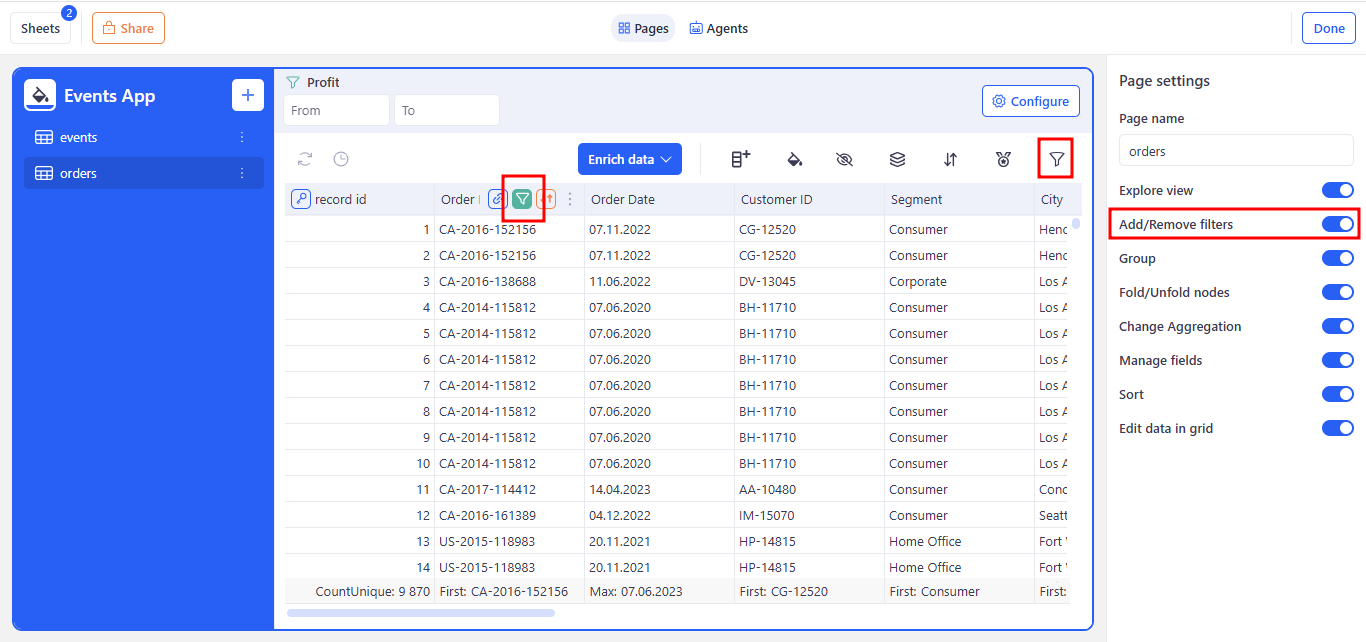 Sheets 2 Share Pages Agents Done
Events App
events
orders
Profit
From To
Configure
Enrich data
record id Order Order Date Customer ID Segment City
1 CA-2016-152156 07.11.2022 CG-12520 Consumer Henc
2 CA-2016-152156 07.11.2022 CG-12520 Consumer Henc
3 CA-2016-138688 11.06.2022 DV-13045 Corporate Los A
4 CA-2014-115812 07.06.2020 BH-11710 Consumer Los A
5 CA-2014-115812 07.06.2020 BH-11710 Consumer Los A
6 CA-2014-115812 07.06.2020 BH-11710 Consumer Los A
7 CA-2014-115812 07.06.2020 BH-11710 Consumer Los A
8 CA-2014-115812 07.06.2020 BH-11710 Consumer Los A
9 CA-2014-115812 07.06.2020 BH-11710 Consumer Los A
10 CA-2014-115812 07.06.2020 BH-11710 Consumer Los A
11 CA-2017-114412 14.04.2023 AA-10480 Consumer Conc
12 CA-2016-161389 04.12.2022 IM-15070 Consumer Seatt
13 US-2015-118983 20.11.2021 HP-14815 Home Office Fort
14 US-2015-118983 20.11.2021 HP-14815 Home Office Fort
CountUnique: 9 870 First: CA-2016-152156 Max: 07.06.2023 First: CG-12520 First: Consumer First:
Page settings
Page name
orders
Explore view
Add/Remove filters
Group
Fold/Unfold nodes
Change Aggregation
Manage fields
Sort
Edit data in grid